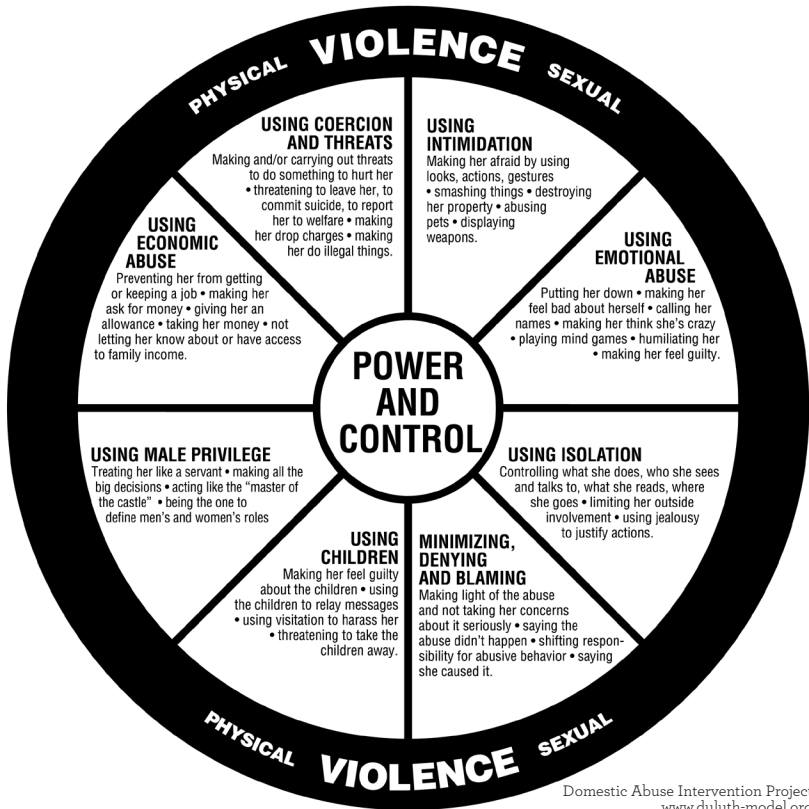 PHYSICAL VIOLENCE SEXUAL
USING COERCION
AND THREATS
Making and/or carrying out threats
to do something to hurt her
• threatening to leave her, to
commit suicide, to report
her to welfare • making
her drop charges • making
her do illegal things.
USING
INTIMIDATION
Making her afraid by using
looks, actions, gestures
• smashing things • destroying
her property • abusing
pets • displaying
weapons.
USING
ECONOMIC
ABUSE
Preventing her from getting
or keeping a job • making her
ask for money • giving her an
allowance • taking her money • not
letting her know about or have access
to family income.
USING
EMOTIONAL
ABUSE
Putting her down • making her
feel bad about herself • calling her
names • making her think she's crazy
• playing mind games • humiliating her
• making her feel guilty.
POWER
AND
CONTROL
USING MALE PRIVILEGE
Treating her like a servant • making all the
big decisions • acting like the “master of
the castle” • being the one to
define men's and women's roles
USING ISOLATION
Controlling what she does, who she sees
and talks to, what she reads, where
she goes • limiting her outside
involvement • using jealousy
to justify actions.
USING
CHILDREN
Making her feel guilty
about the children • using
the children to relay messages
• using visitation to harass her
• threatening to take the
children away.
MINIMIZING,
DENYING
AND BLAMING
Making light of the abuse
and not taking her concerns
about it seriously • saying the
abuse didn't happen • shifting respon-
sibility for abusive behavior • saying
she caused it.
PHYSICAL VIOLENCE SEXUAL
Domestic Abuse Intervention Projec
www.duluth-model.org